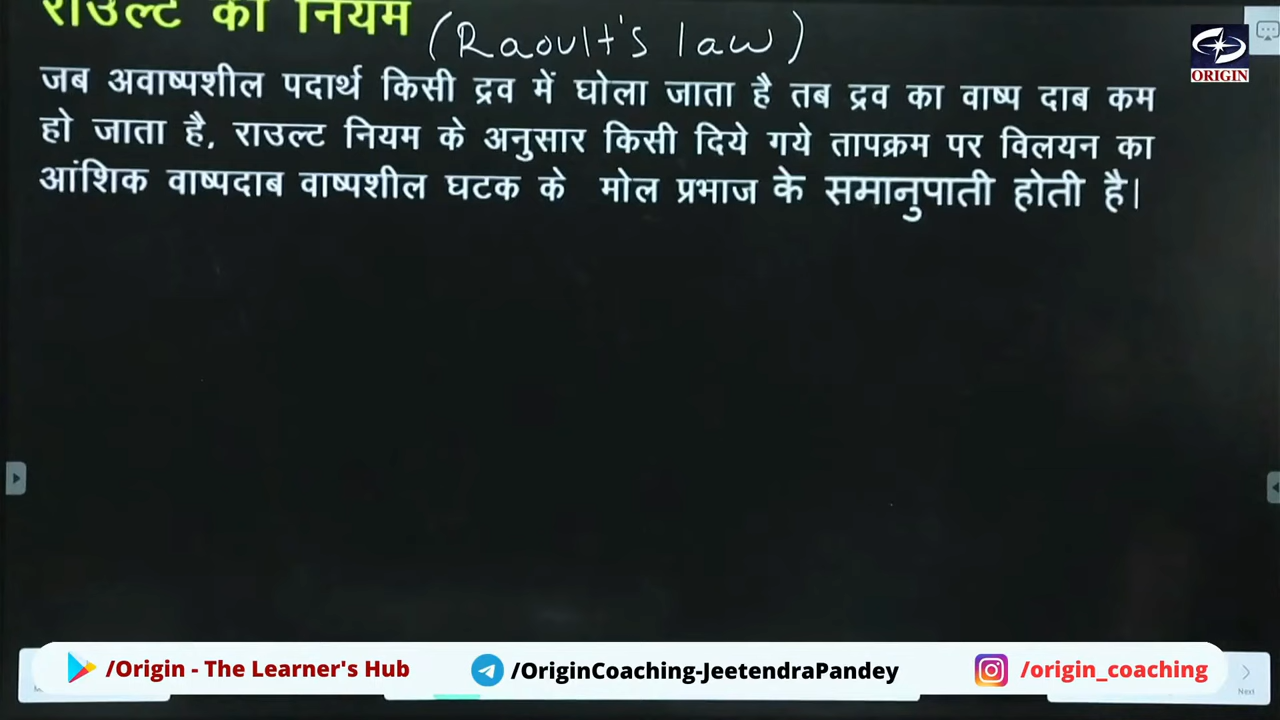 राउल्ट का नियम (Raoult's law)
ORIGIN
जब अवाष्पशील पदार्थ किसी द्रव में घोला जाता है तब द्रव का वाष्प दाब कम
हो जाता है, राउल्ट नियम के अनुसार किसी दिये गये तापक्रम पर विलयन का
आंशिक वाष्पदाब वाष्पशील घटक के मोल प्रभाज के समानुपाती होती है।
/Origin - The Learner's Hub /OriginCoaching-JeetendraPandey /origin_coaching
Next